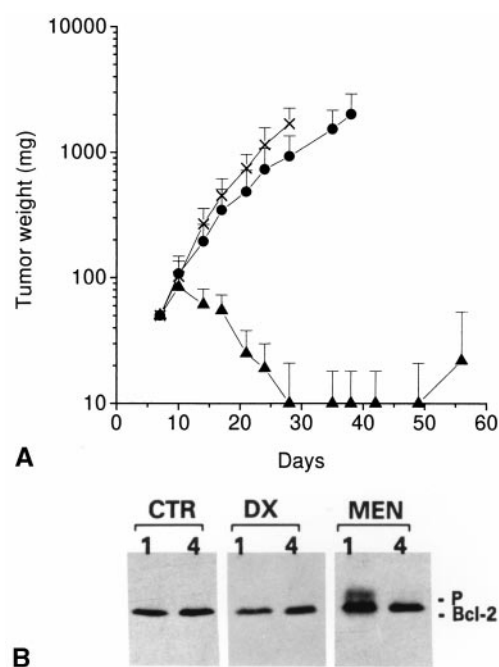 10000
1000
100
10
Tumor weight (mg)
0 10 20 30 40 50 60
Days
A
CTR DX MEN
1 4 1 4 1 4
- P
- Bcl-2
B